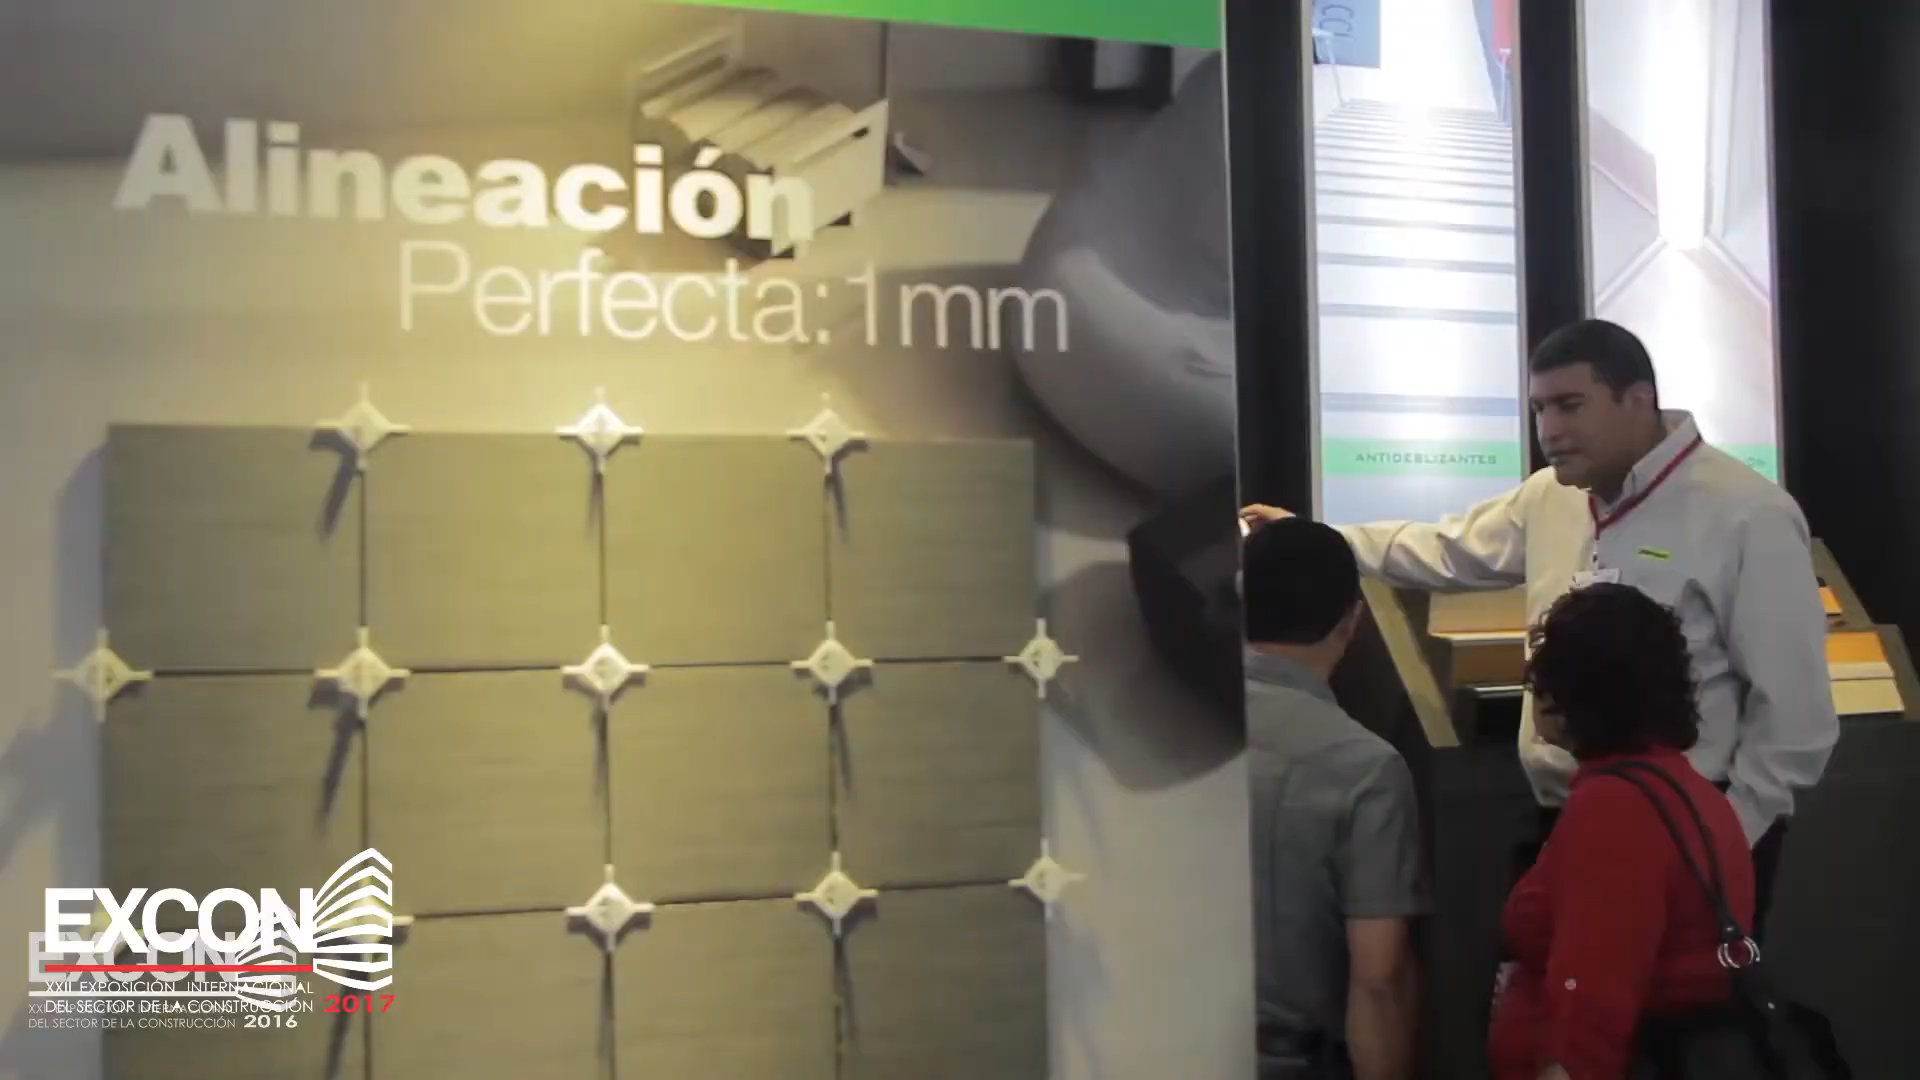 Alineación
Perfecta: 1mm
ANTIDESLIZANTES
EXCON
XXII EXPOSICIÓN INTERNACIONAL
DEL SECTOR DE LA CONSTRUCCIÓN 2017
EXCON
DEL SECTOR DE LA CONSTRUCCIÓN 2016